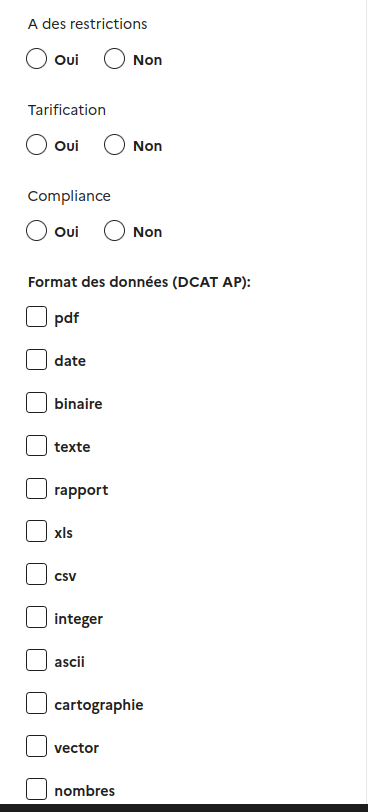 A des restrictions
Oui Non
Tarification
Oui Non
Compliance
Oui Non
Format des données (DCAT AP):
pdf
date
binaire
texte
rapport
xls
csv
integer
ascii
cartographie
vector
nombres